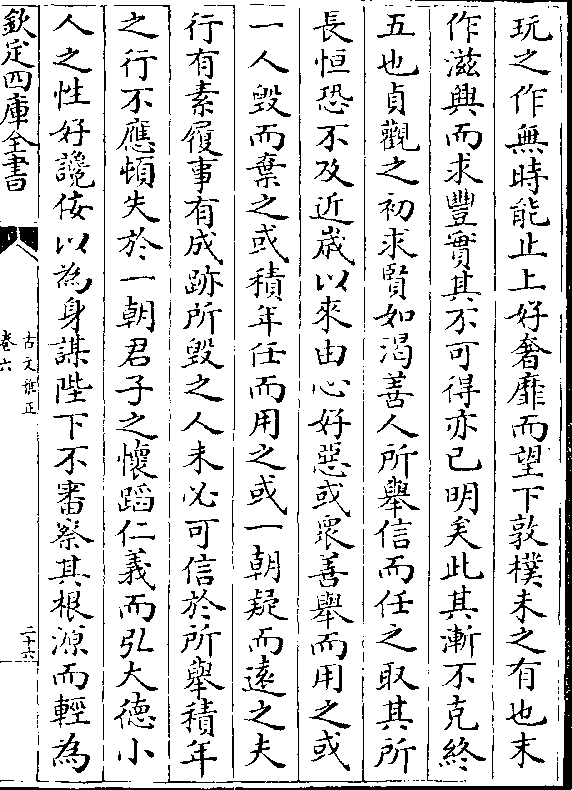 玩之作無時能止上好奢靡而望下敦樸未之有也末
作滋興而求豐實其不可得亦已明矣此其漸不克終
五也貞觀之初求賢如渴善人所舉信而任之取其所
長恒恐不及近嵗以來由心好惡或衆善舉而用之或
一人毁而棄之或積年任而用之或一朝疑而逺之夫
行有素履事有成跡所毁之人未必可信於所舉積年
之行不應頓失於一朝君子之懷蹈仁義而弘大德小
人之性好讒佞以為身謀陛下不審察其根源而輕為
欽定四庫全書
古文雅正
卷六
二十六